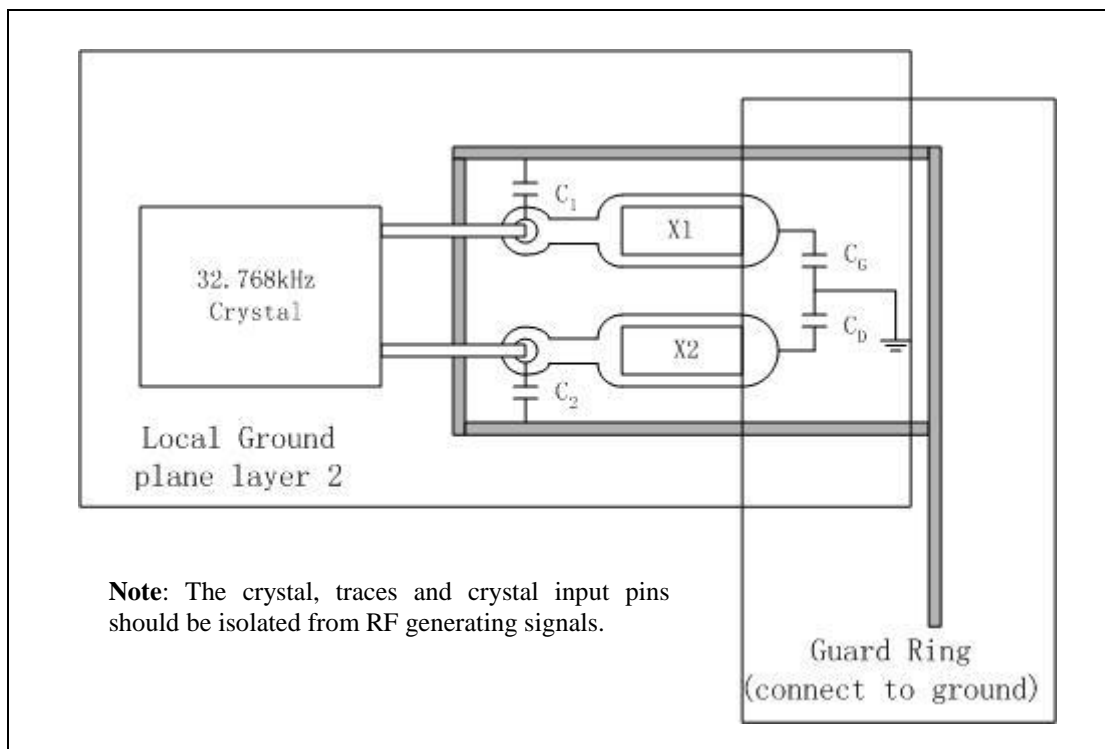 C1
X1
CG
32.768kHz
Crystal
CD
X2
C2
Local Ground
plane layer 2
Note: The crystal, traces and crystal input pins
should be isolated from RF generating signals.
Guard Ring
(connect to ground)